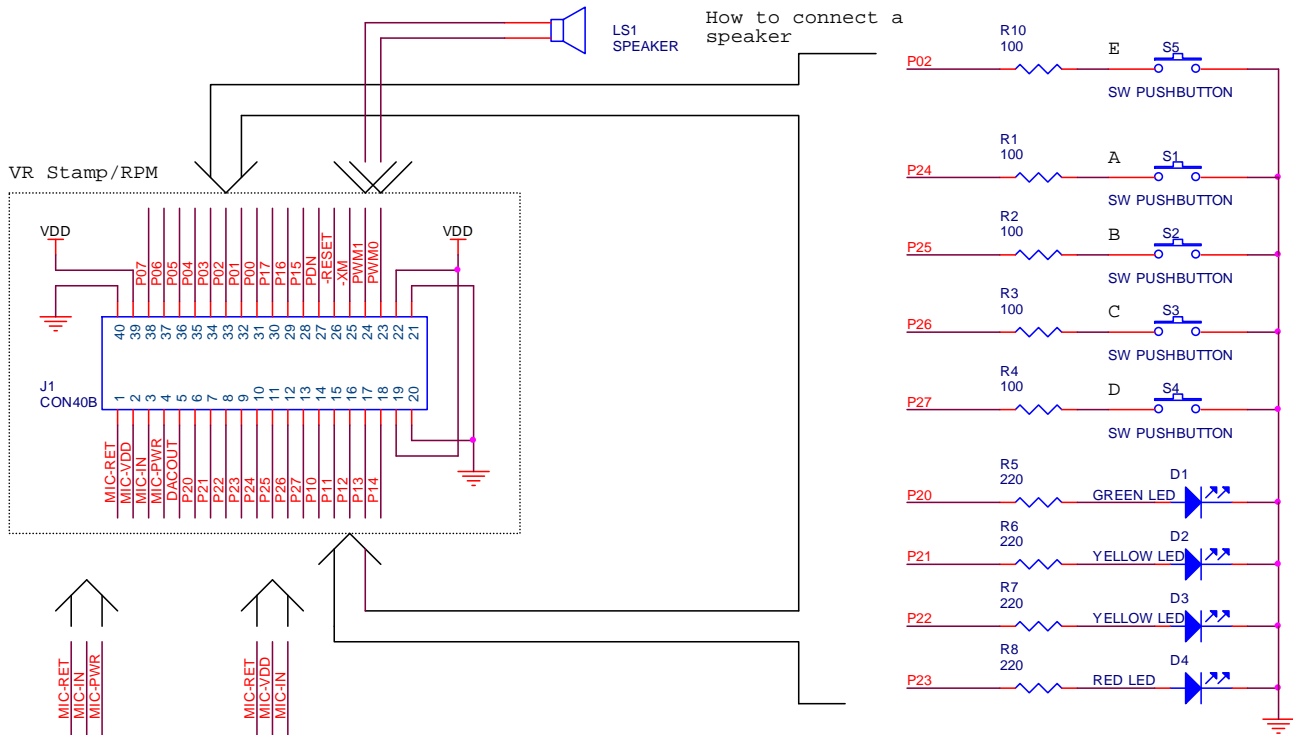 How to connect a
speaker
LS1
SPEAKER
VR Stamp/RPM
VDD
VDD
P07
P06
P05
P04
P03
P02
P01
P00
P17
P16
P15
PDN
-RESET
-XM
PWM1
PWM0
40
39
38
37
36
35
34
33
32
31
30
29
28
27
26
25
24
23
22
21
J1
CON40B
1
2
3
4
5
6
7
8
9
10
11
12
13
14
15
16
17
18
19
20
MIC-RET
MIC-VDD
MIC-IN
MIC-PWR
DACOUT
P20
P21
P22
P23
P24
P25
P26
P27
P10
P11
P12
P13
P14
MIC-RET
MIC-IN
MIC-PWR
MIC-RET
MIC-VDD
MIC-IN
R10
100
P02
E
S5
SW PUSHBUTTON
R1
100
P24
A
S1
SW PUSHBUTTON
R2
100
P25
B
S2
SW PUSHBUTTON
R3
100
P26
C
S3
SW PUSHBUTTON
R4
100
P27
D
S4
SW PUSHBUTTON
R5
220
P20
GREEN LED
D1
R6
220
P21
YELLOW LED
D2
R7
220
P22
YELLOW LED
D3
R8
220
P23
RED LED
D4